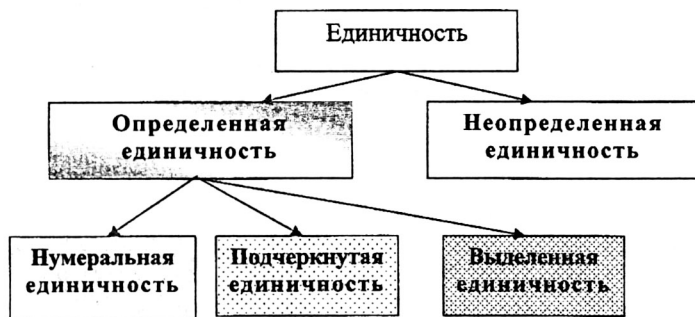 Единичность
Определенная
единичность
Неопределенная
единичность
Нумеральная
единичность
Подчеркнутая
единичность
Выделенная
единичность